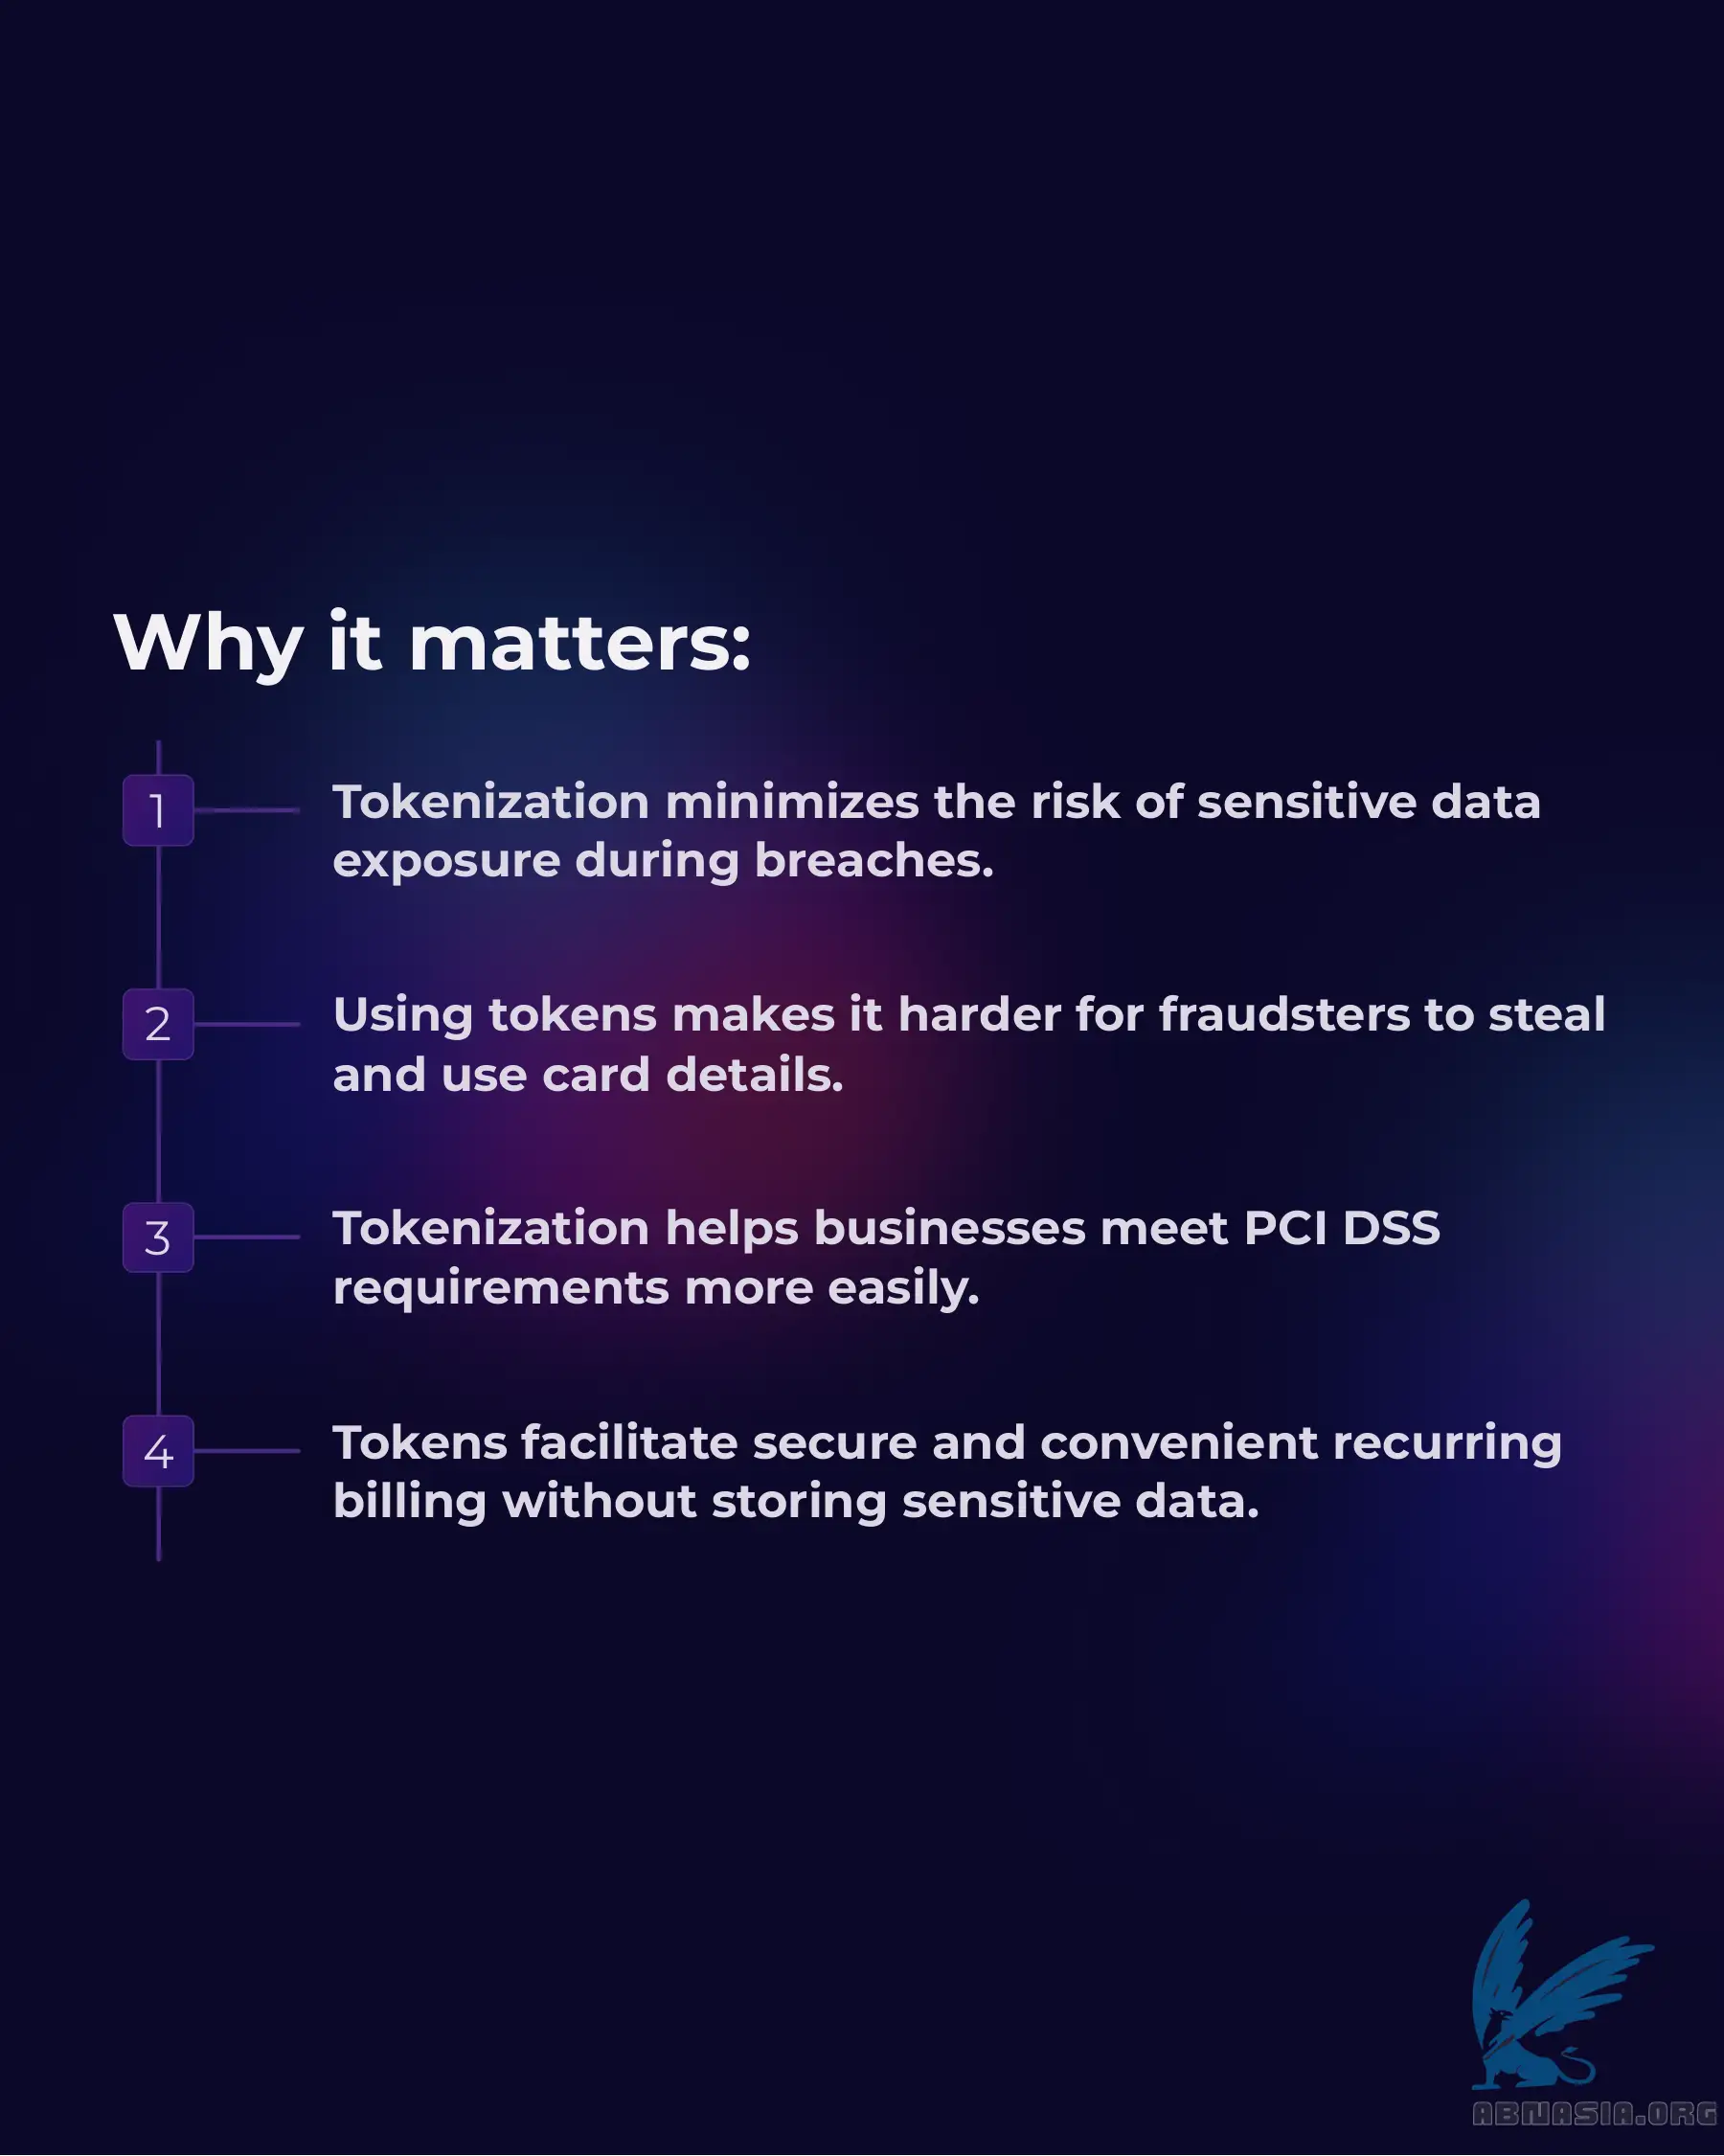 Why it matters:
1
Tokenization minimizes the risk of sensitive data
exposure during breaches.
2
Using tokens makes it harder for fraudsters to steal
and use card details.
3
Tokenization helps businesses meet PCI DSS
requirements more easily.
4
Tokens facilitate secure and convenient recurring
billing without storing sensitive data.
ABNASIA.ORG